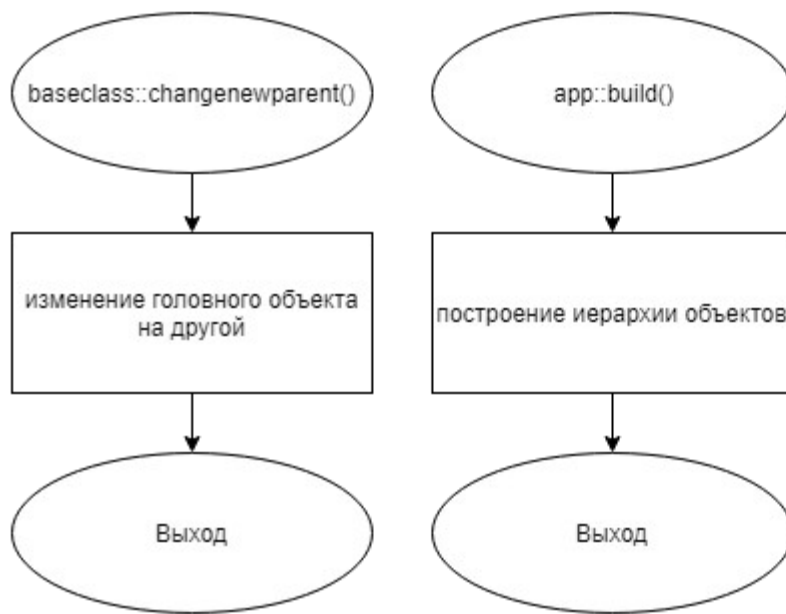 baseclass::changenewparent()
app::build()
изменение головного объекта
на другой
построение иерархии объектов
Выход
Выход